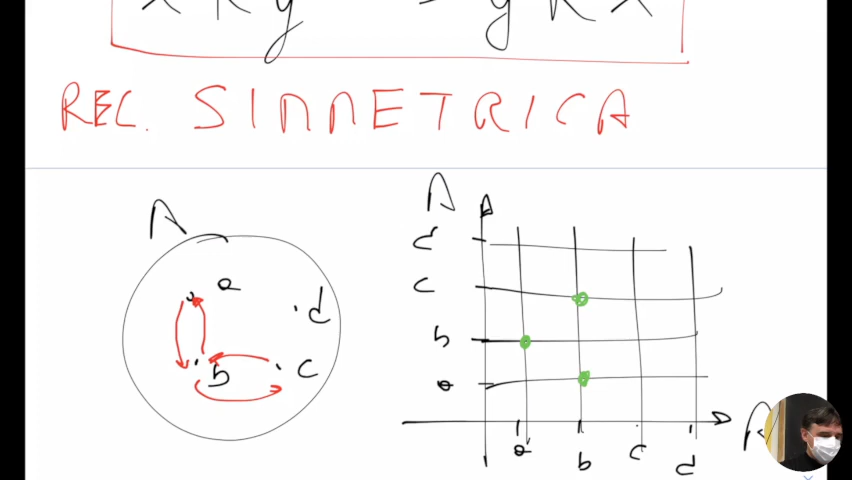 x R y = y R x
REL. SIMMETRICA
A
a
d
b c
A
d
c
b
a
a b c d
A